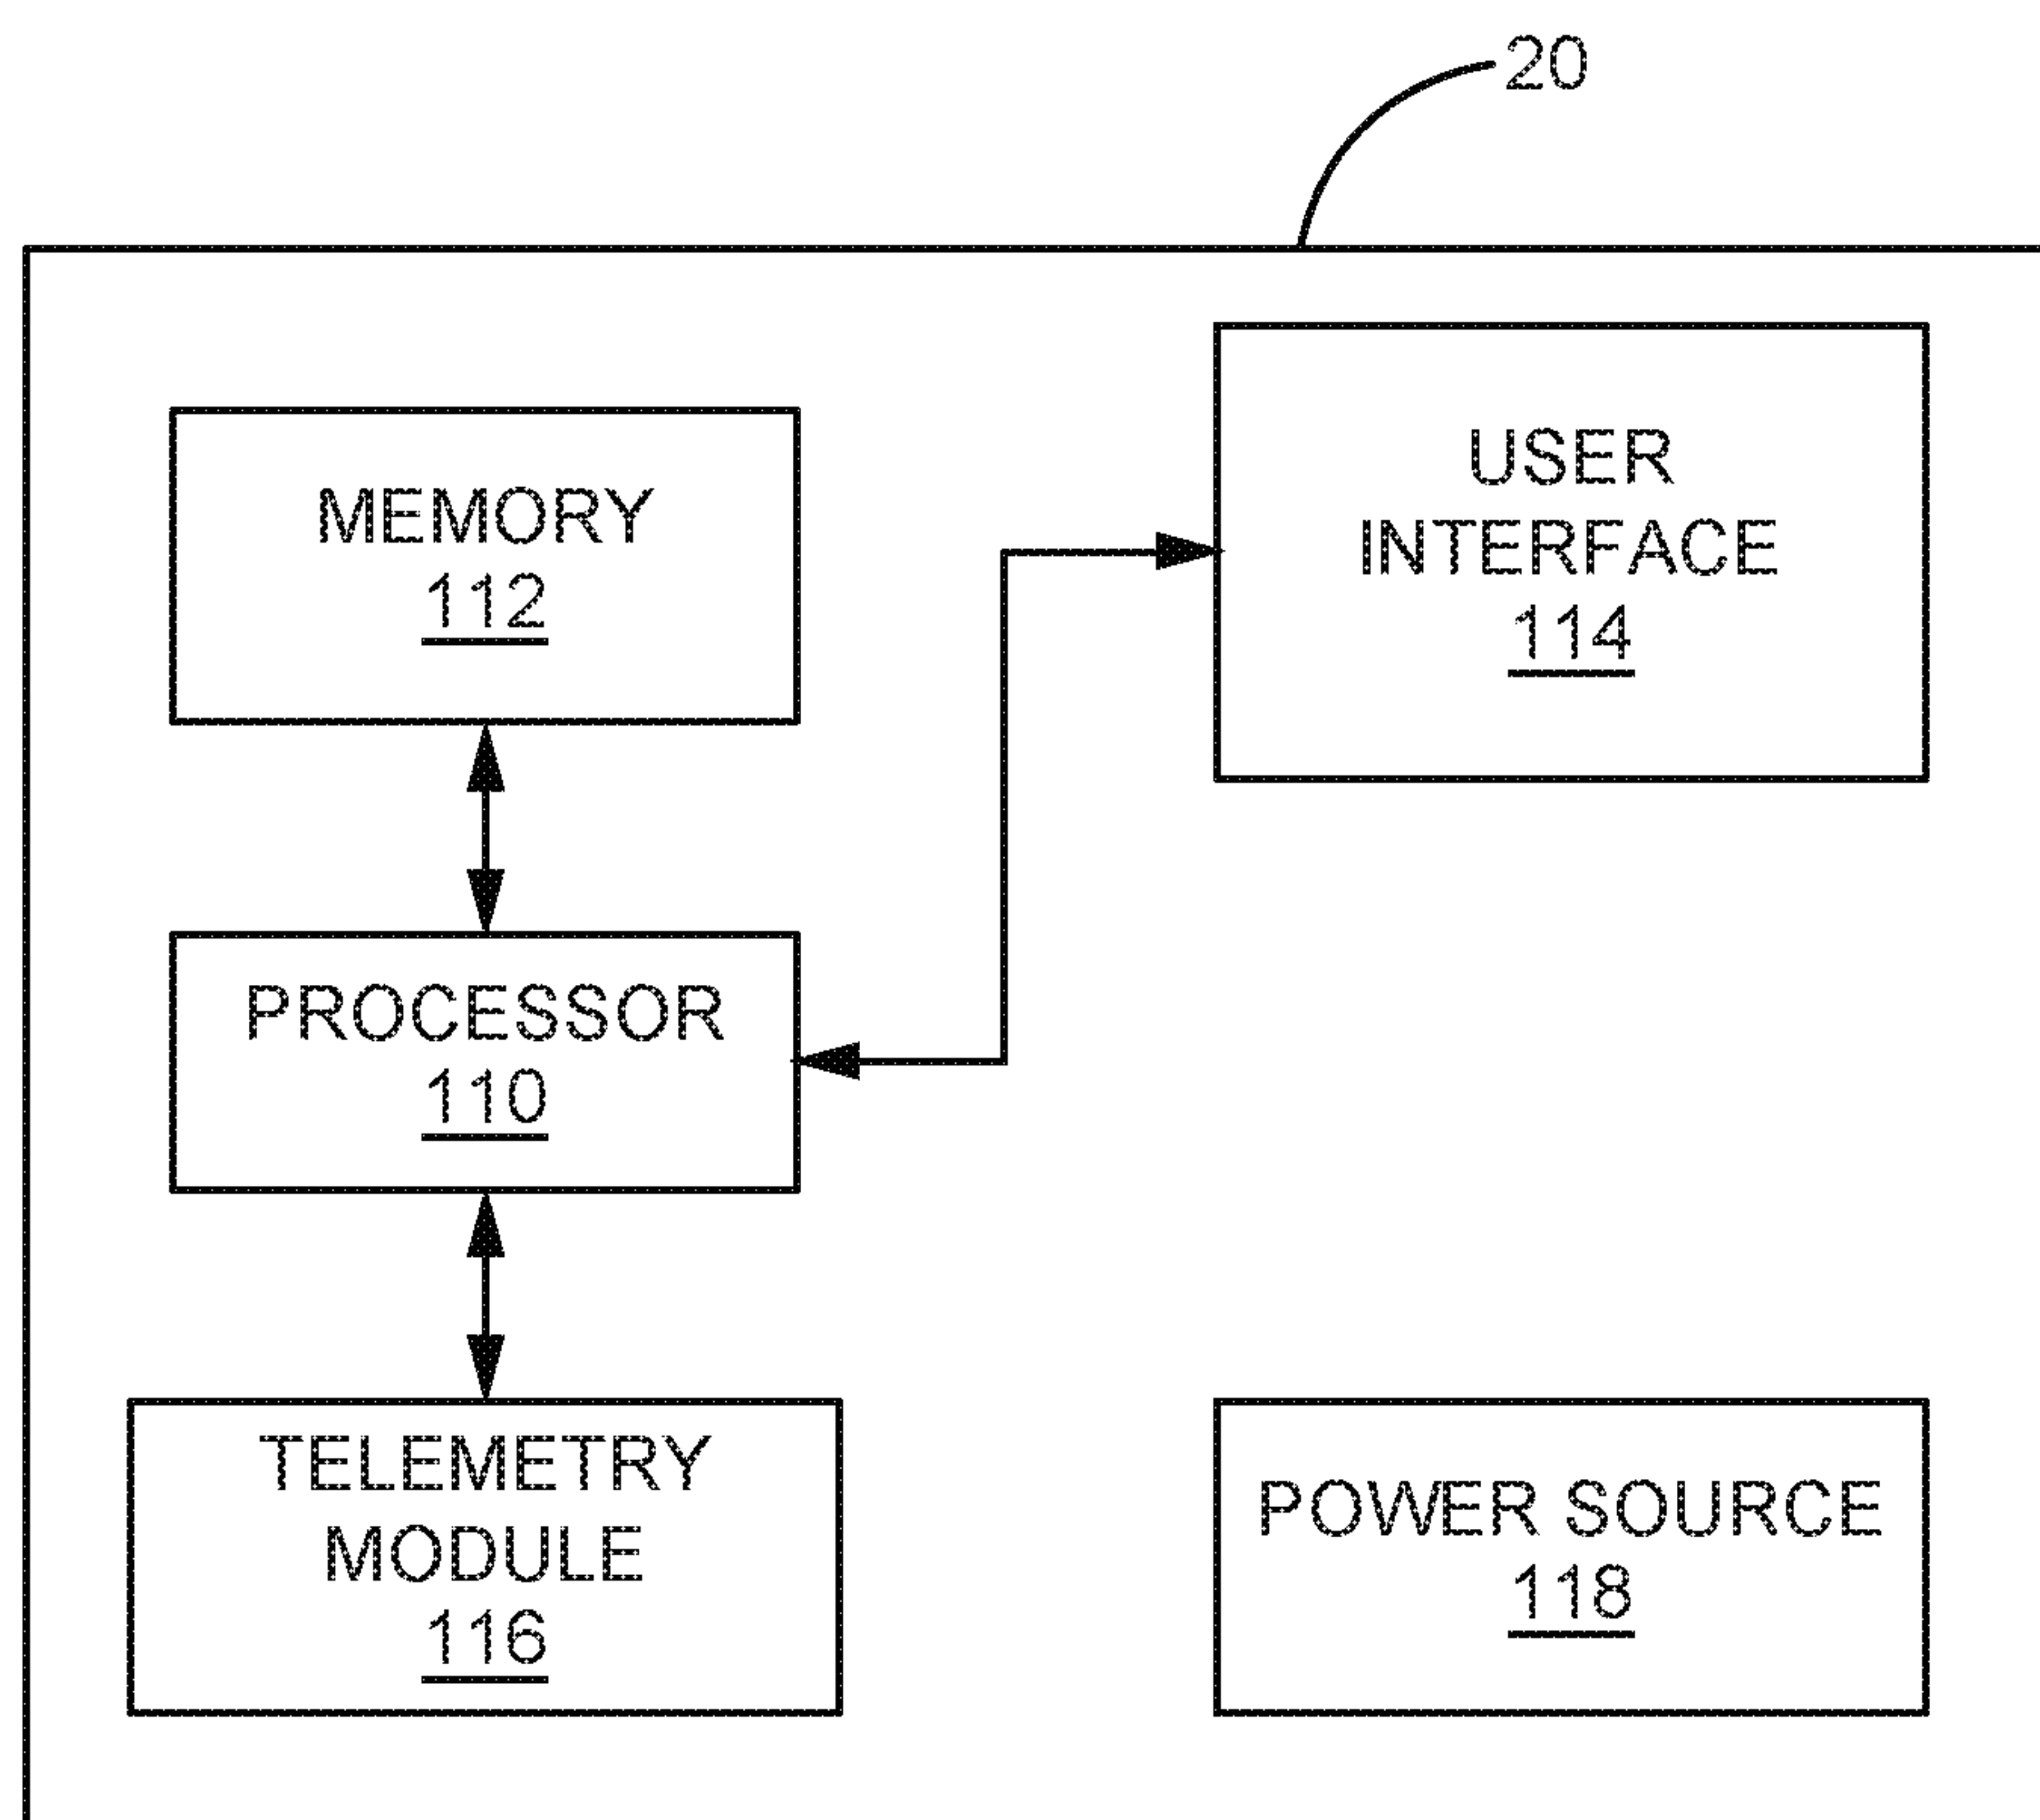 20
MEMORY
112
USER
INTERFACE
114
PROCESSOR
110
TELEMETRY
MODULE
116
POWER SOURCE
118